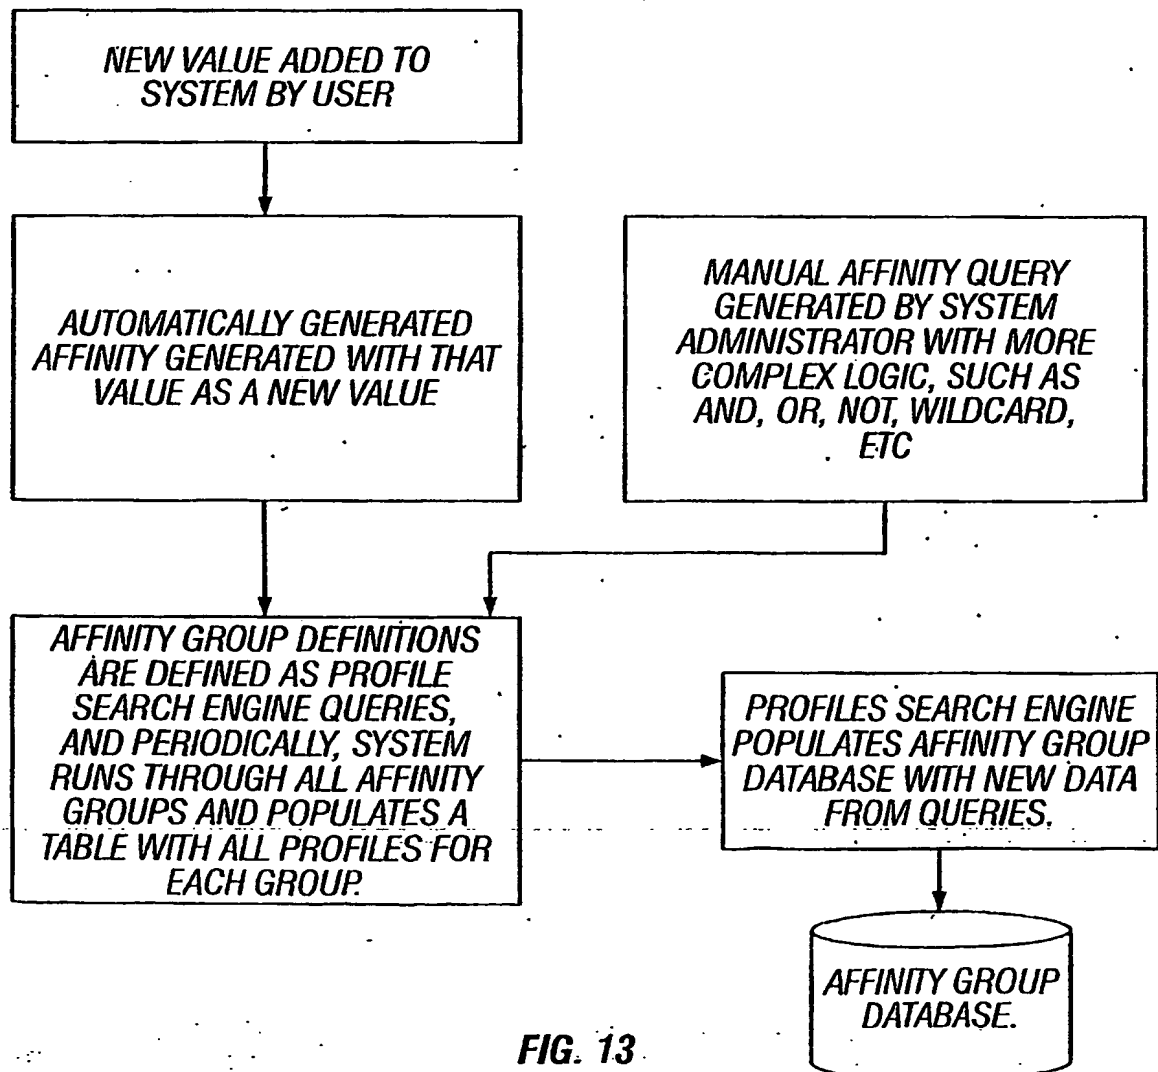 NEW VALUE ADDED TO
SYSTEM BY USER
AUTOMATICALLY GENERATED
AFFINITY GENERATED WITH THAT
VALUE AS A NEW VALUE
MANUAL AFFINITY QUERY
GENERATED BY SYSTEM
ADMINISTRATOR WITH MORE
COMPLEX LOGIC, SUCH AS
AND, OR, NOT, WILDCARD,
ETC
AFFINITY GROUP DEFINITIONS
ARE DEFINED AS PROFILE
SEARCH ENGINE QUERIES,
AND PERIODICALLY, SYSTEM
RUNS THROUGH ALL AFFINITY
GROUPS AND POPULATES A
TABLE WITH ALL PROFILES FOR
EACH GROUP.
PROFILES SEARCH ENGINE
POPULATES AFFINITY GROUP
DATABASE WITH NEW DATA
FROM QUERIES.
AFFINITY GROUP
DATABASE.
FIG. 13